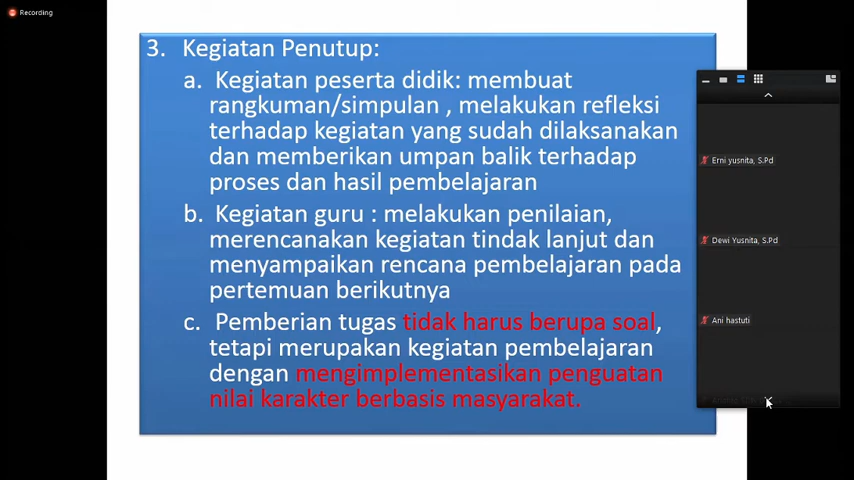 Recording
3. Kegiatan Penutup:
a. Kegiatan peserta didik: membuat
rangkuman/simpulan , melakukan refleksi
terhadap kegiatan yang sudah dilaksanakan
dan memberikan umpan balik terhadap
proses dan hasil pembelajaran
b. Kegiatan guru : melakukan penilaian,
merencanakan kegiatan tindak lanjut dan
menyampaikan rencana pembelajaran pada
pertemuan berikutnya
c. Pemberian tugas tidak harus berupa soal,
tetapi merupakan kegiatan pembelajaran
dengan mengimplementasikan penguatan
nilai karakter berbasis masyarakat.
Erni yusnita, S.Pd
Dewi Yusnita, S.Pd
Ani hastuti